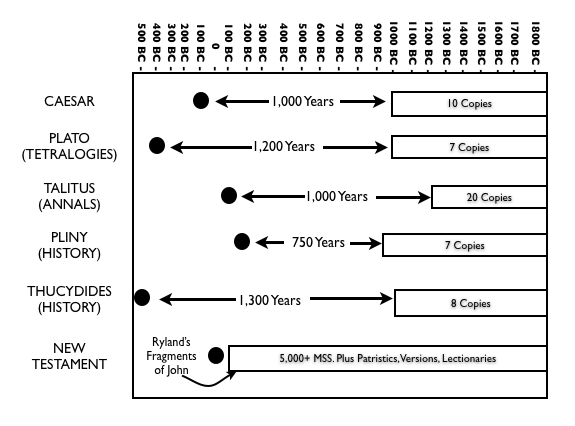 500 BC -
400 BC -
300 BC -
200 BC -
100 BC -
0 -
100 BC -
200 BC -
300 BC -
400 BC -
500 BC -
600 BC -
700 BC -
800 BC -
900 BC -
1000 BC -
1100 BC -
1200 BC -
1300 BC -
1400 BC -
1500 BC -
1600 BC -
1700 BC -
1800 BC -
CAESAR
1,000 Years
10 Copies
PLATO
(TETRALOGIES)
1,200 Years
7 Copies
TALITUS
(ANNALS)
1,000 Years
20 Copies
PLINY
(HISTORY)
750 Years
7 Copies
THUCYDIDES
(HISTORY)
1,300 Years
8 Copies
NEW
TESTAMENT
Ryland's
Fragments
of John
5,000+ MSS. Plus Patristics, Versions, Lectionaries